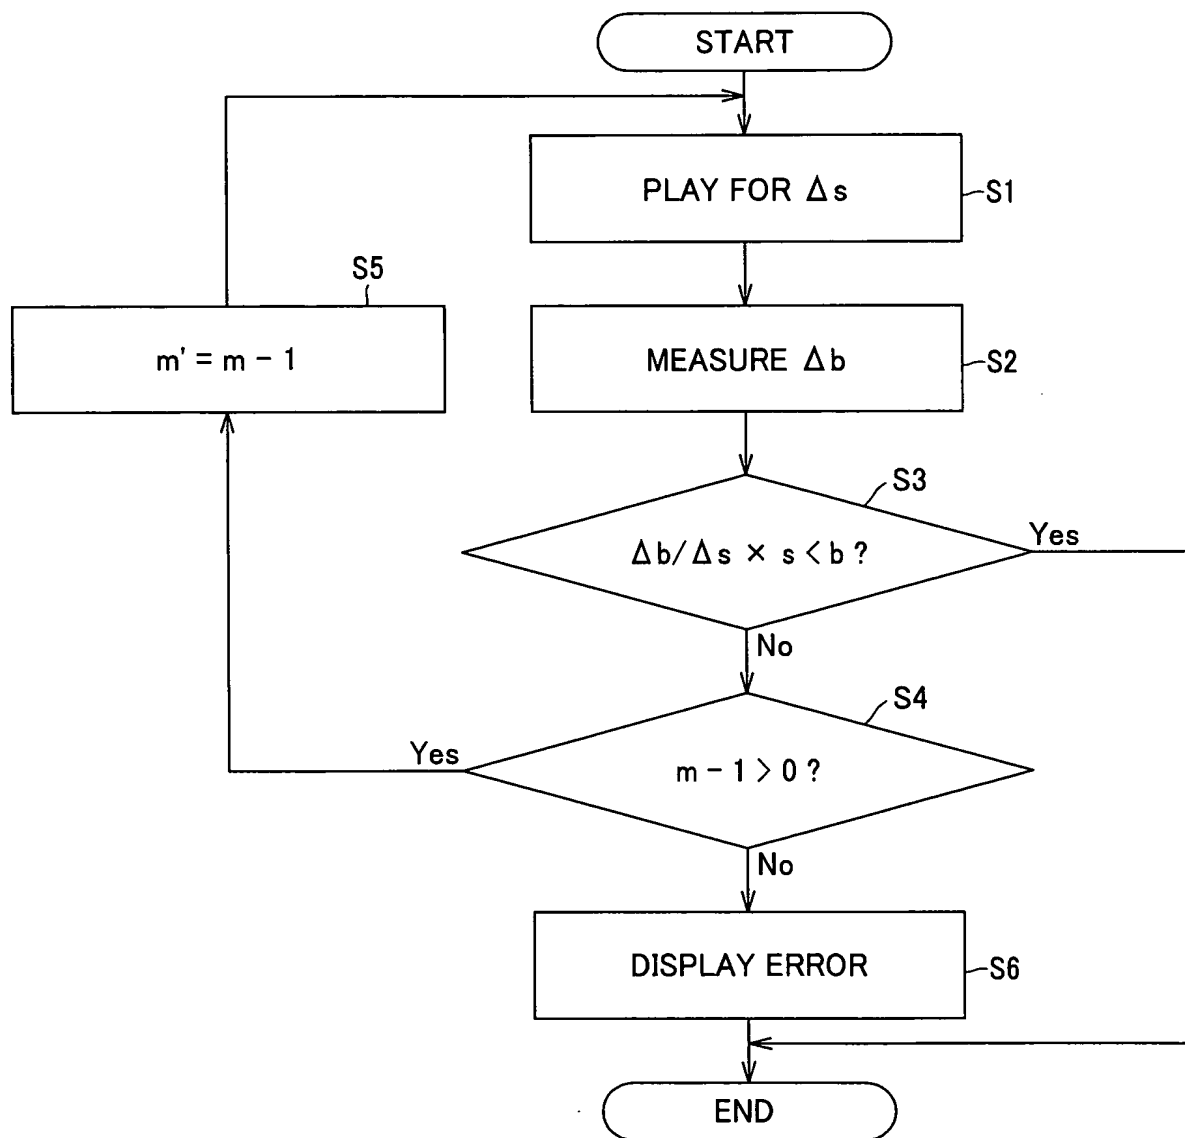 START
PLAY FOR Δs
S1
S5
m' = m - 1
MEASURE Δb
S2
S3
Δb/Δs × s < b ?
Yes
No
S4
Yes
m - 1 > 0 ?
No
DISPLAY ERROR
S6
END